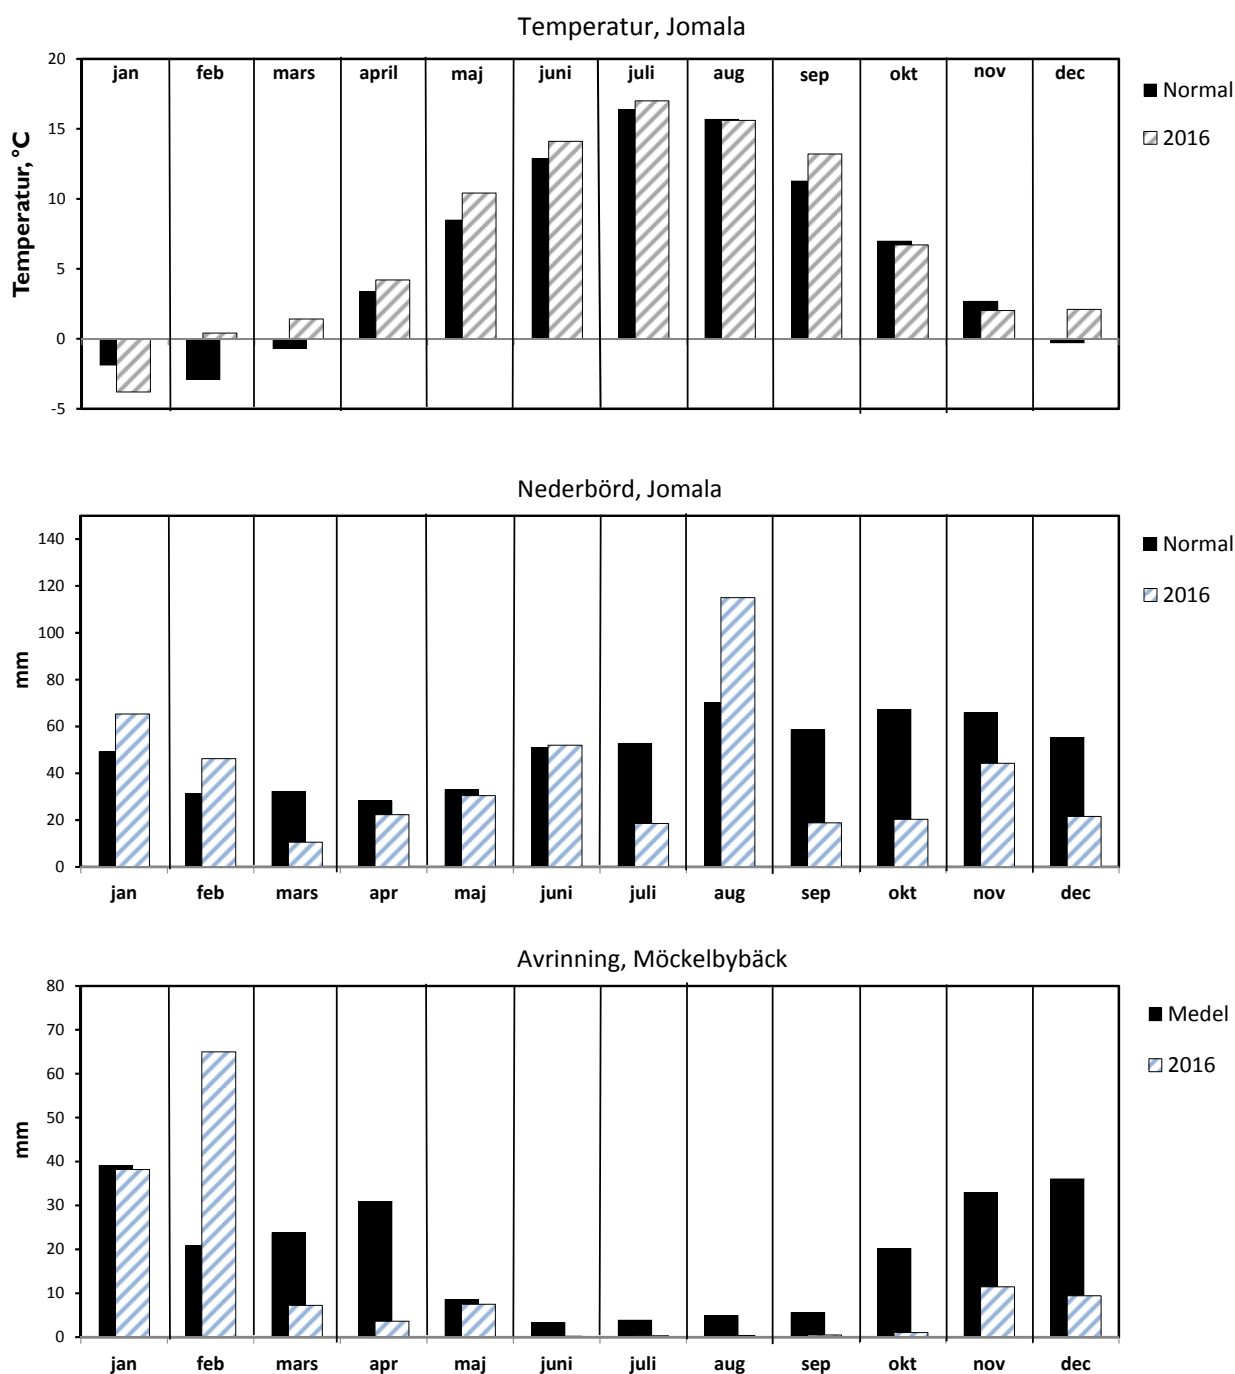 Temperatur, Jomala
20
jan feb mars april maj juni juli aug sep okt nov dec
Normal
15
2016
Temperatur, °C
10
5
0
-5
Nederbörd, Jomala
140
Normal
120
2016
100
80
mm
60
40
20
0
jan feb mars apr maj juni juli aug sep okt nov dec
Avrinning, Möckelbybäck
80
Medel
70
2016
60
50
mm
40
30
20
10
0
jan feb mars apr maj juni juli aug sep okt nov dec